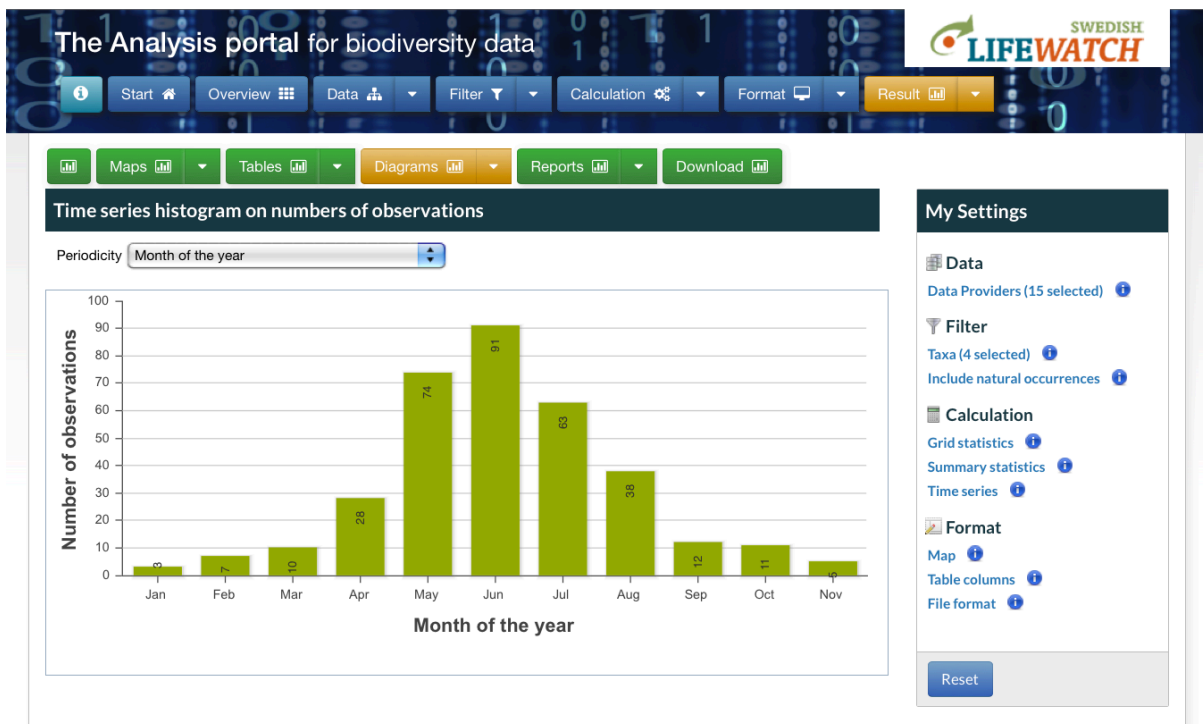 The Analysis portal for biodiversity data
SWEDISH
LIFEWATCH
Start Overview Data Filter Calculation Format Result
Maps Tables Diagrams Reports Download
Time series histogram on numbers of observations
Periodicity Month of the year
Number of observations
100
90
80
70
60
50
40
30
20
10
0
3 7 10 28 74 91 63 38 12 11 5
Jan Feb Mar Apr May Jun Jul Aug Sep Oct Nov
Month of the year
My Settings
Data
Data Providers (15 selected)
Filter
Taxa (4 selected)
Include natural occurrences
Calculation
Grid statistics
Summary statistics
Time series
Format
Map
Table columns
File format
Reset